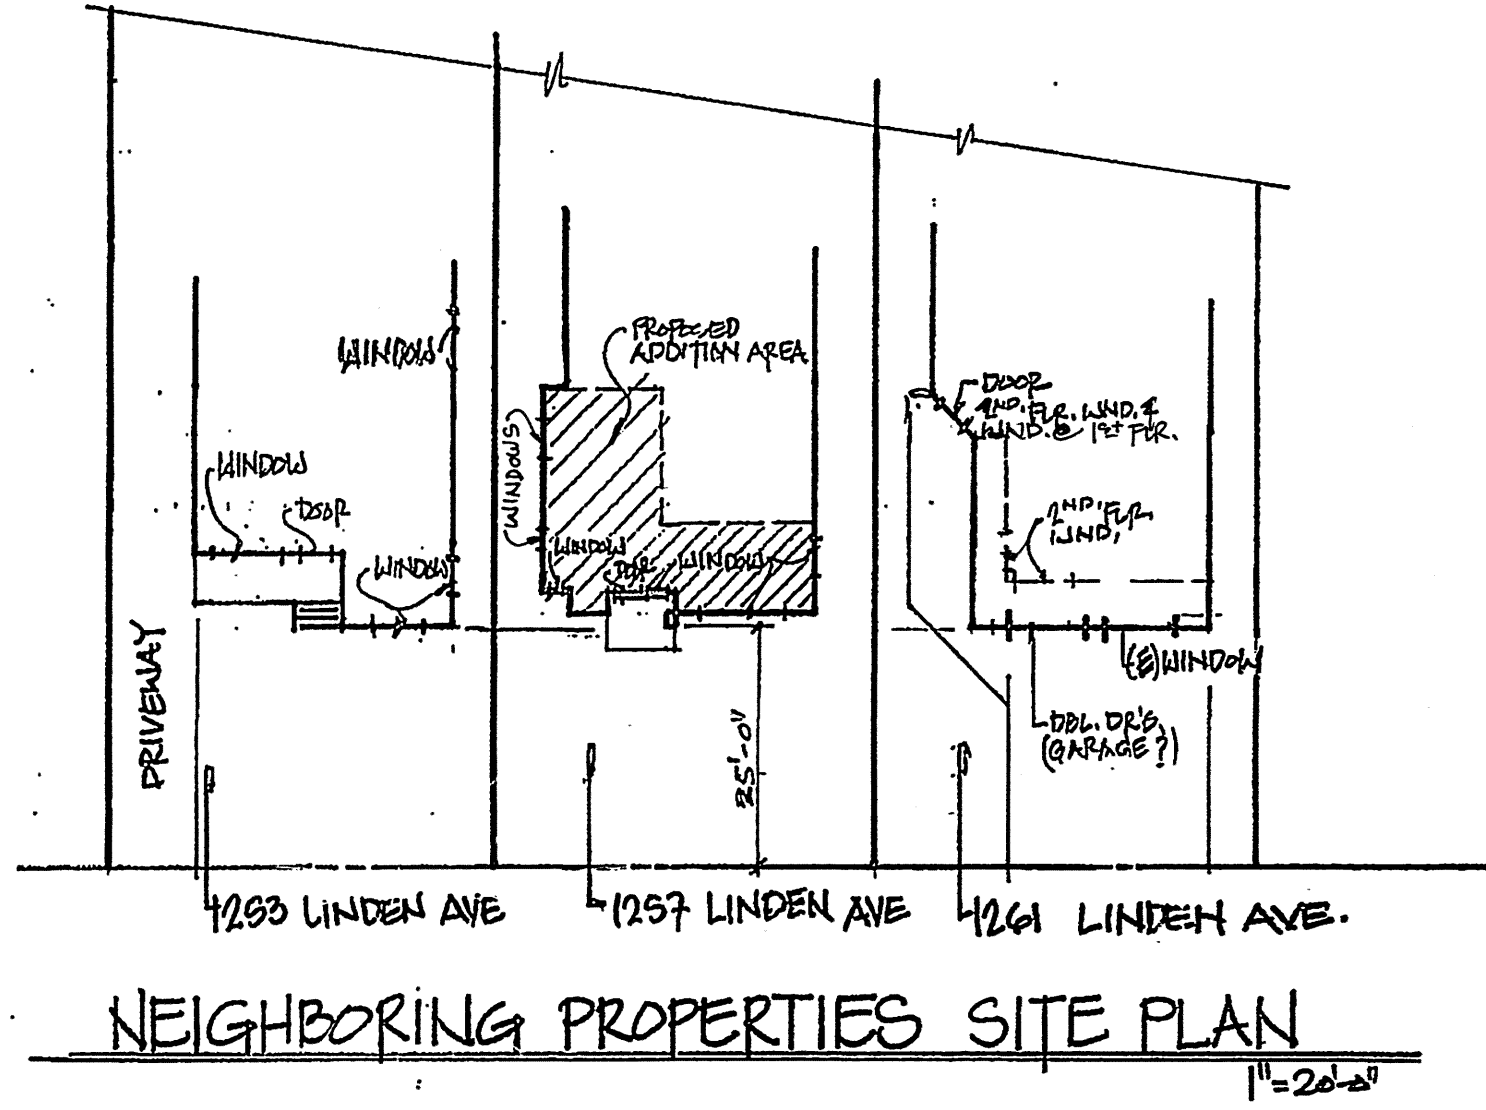 PROPOSED
ADDITION AREA
WINDOW
DOOR
2ND. FLR. WND. &
WND. @ 1ST FLR.
WINDOWS
WINDOW
DOOR
2ND. FLR.
WND.
WINDOW
DOOR
WINDOW
WINDOW
DRIVEWAY
(E) WINDOW
DBL. DR'S.
(GARAGE?)
25'-0"
1253 LINDEN AVE
1257 LINDEN AVE
1261 LINDEN AVE.
NEIGHBORING PROPERTIES SITE PLAN
1"=20'-0"